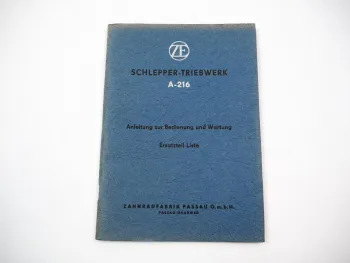 ZF
SCHLEPPER-TRIEBWERK
A-216
Anleitung zur Bedienung und Wartung
Ersatzteil-Liste
ZAHNRADFABRIK PASSAU G.m.b.H.
PASSAU-GRUBWEG